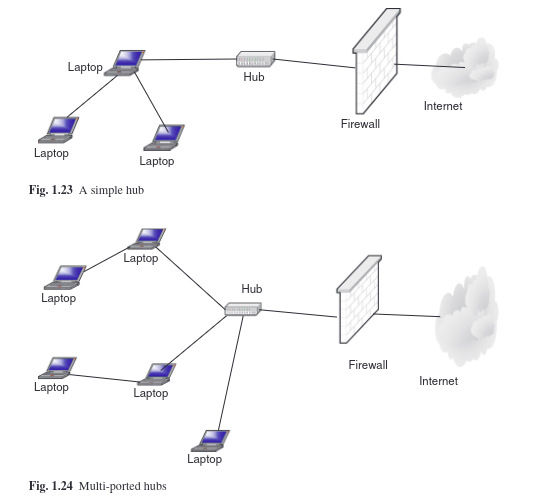 Laptop
Hub
Internet
Firewall
Laptop
Laptop
Fig. 1.23 A simple hub
Laptop
Hub
Laptop
Firewall
Internet
Laptop
Laptop
Laptop
Fig. 1.24 Multi-ported hubs